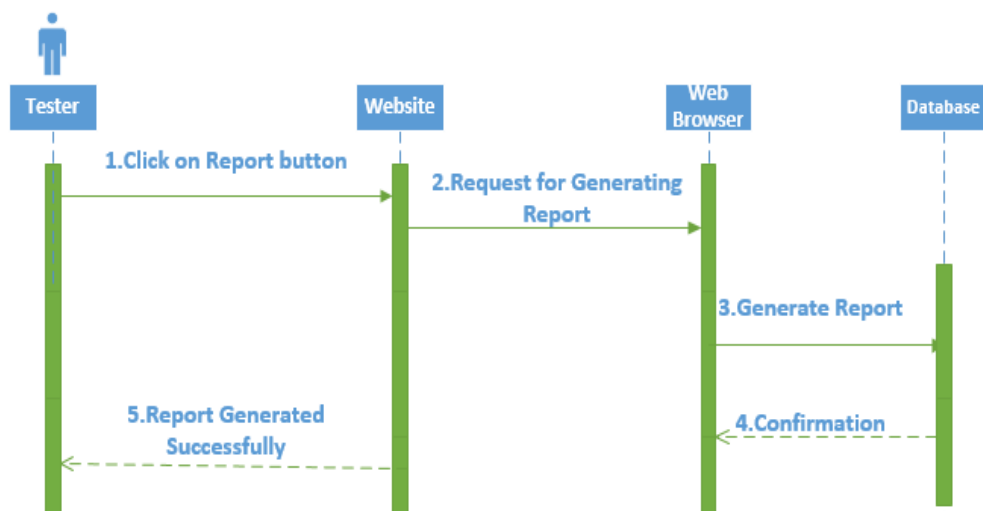 Tester
Website
Web
Browser
Database
1.Click on Report button
2.Request for Generating
Report
3.Generate Report
4.Confirmation
5.Report Generated
Successfully